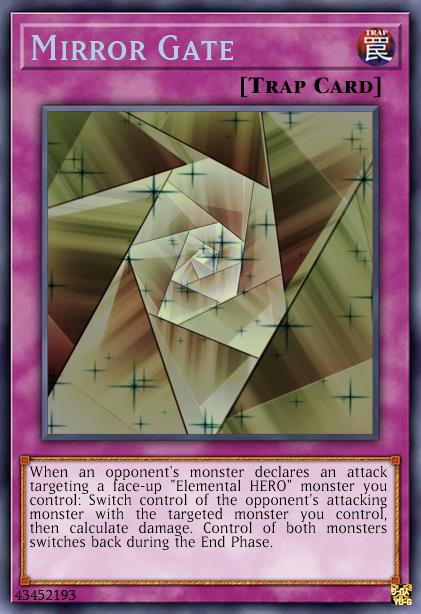 Mirror Gate
TRAP
罠
[Trap Card]
When an opponent's monster declares an attack
targeting a face-up "Elemental HERO" monster you
control: Switch control of the opponent's attacking
monster with the targeted monster you control,
then calculate damage. Control of both monsters
switches back during the End Phase.
43452193